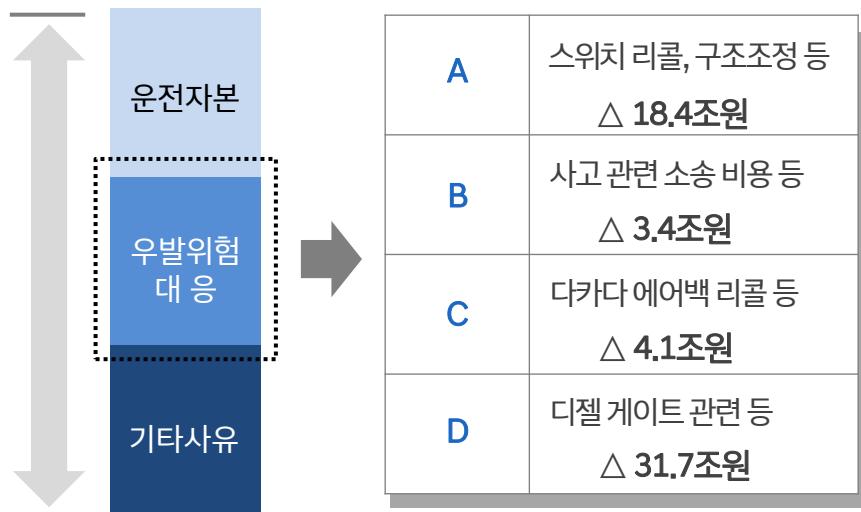 운전자본
우발위험
대 응
기타사유
A
스위치 리콜, 구조조정 등
△ 18.4조원
B
사고 관련 소송 비용 등
△ 3.4조원
C
다카다 에어백 리콜 등
△ 4.1조원
D
디젤 게이트 관련 등
△ 31.7조원